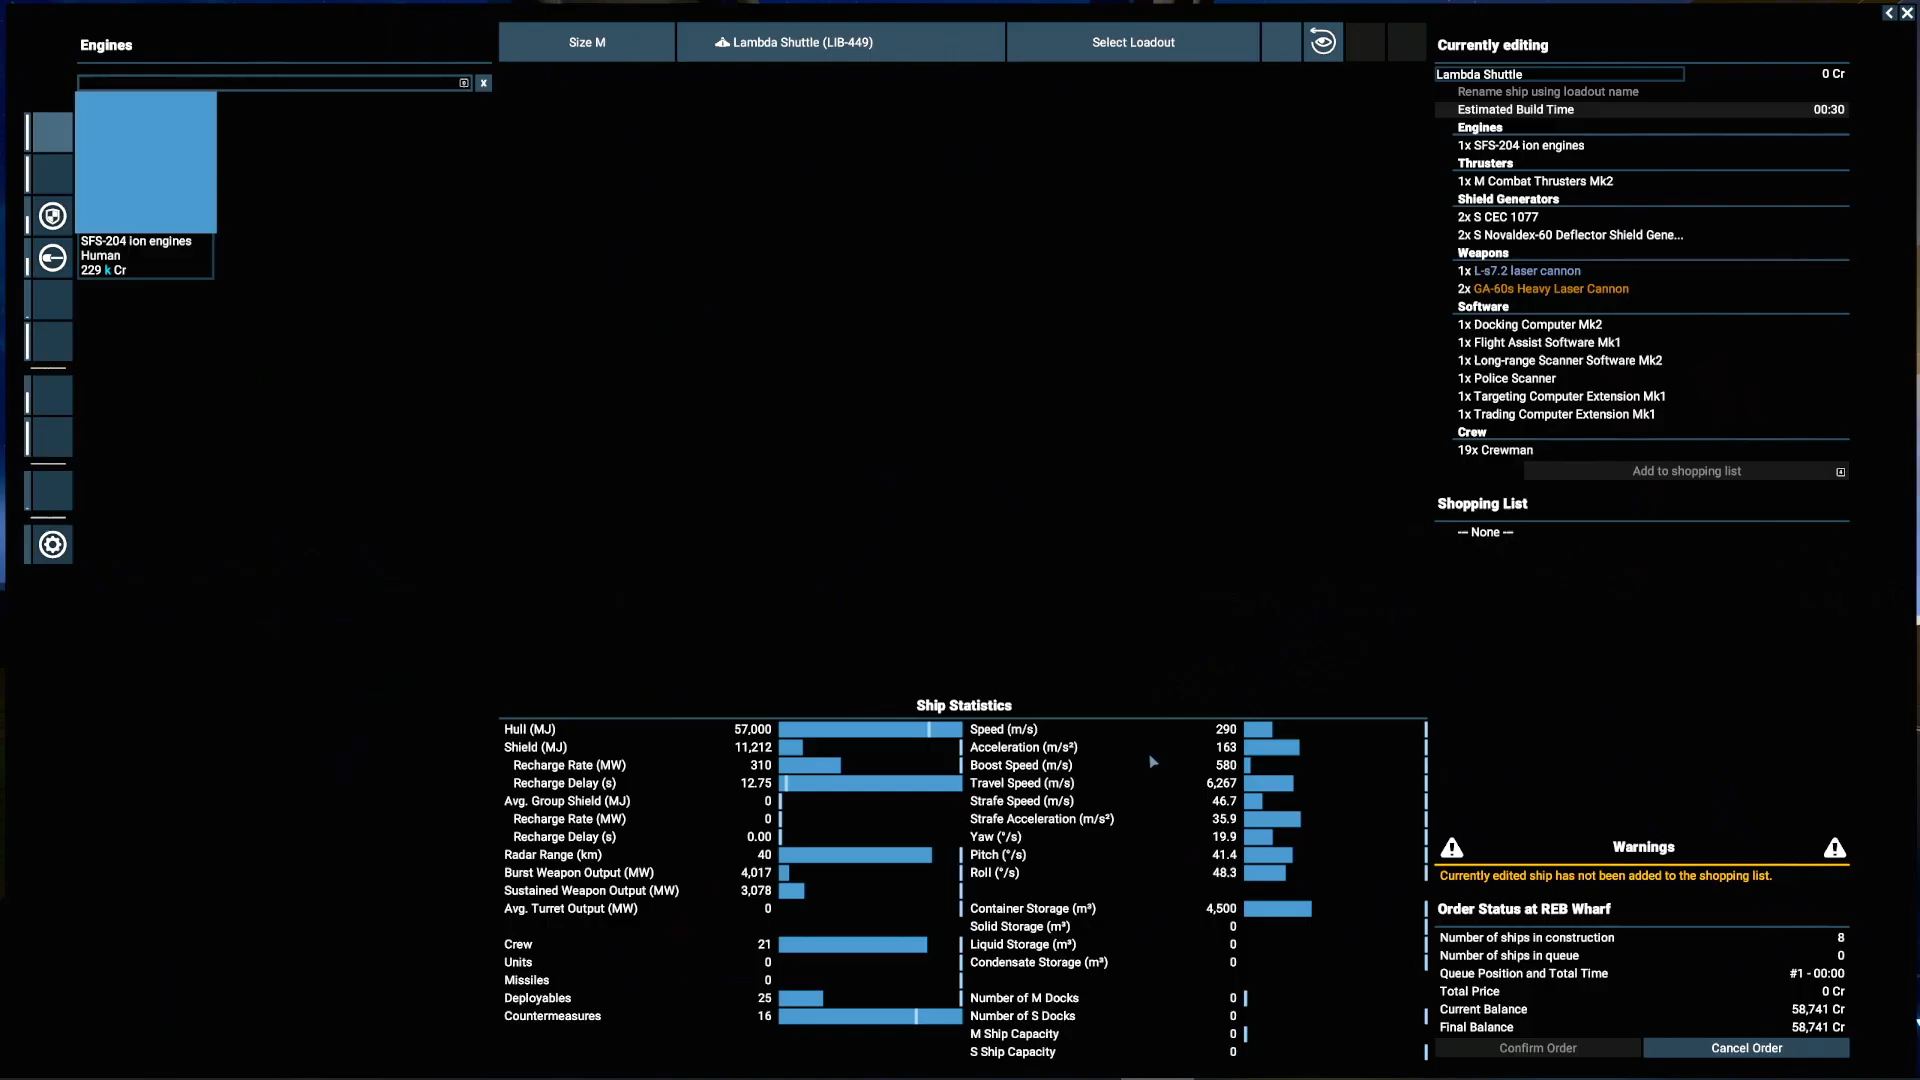 Engines
x
SFS-204 ion engines
Human
229 k Cr
Size M
Lambda Shuttle (LIB-449)
Select Loadout
Currently editing
Lambda Shuttle 0 Cr
Rename ship using loadout name
Estimated Build Time 00:30
Engines
1x SFS-204 ion engines
Thrusters
1x M Combat Thrusters Mk2
Shield Generators
2x S CEC 1077
2x S Novaldex-60 Deflector Shield Gene...
Weapons
1x L-s7.2 laser cannon
2x GA-60s Heavy Laser Cannon
Software
1x Docking Computer Mk2
1x Flight Assist Software Mk1
1x Long-range Scanner Software Mk2
1x Police Scanner
1x Targeting Computer Extension Mk1
1x Trading Computer Extension Mk1
Crew
19x Crewman
Add to shopping list
Shopping List
-- None --
Ship Statistics
Hull (MJ) 57,000
Shield (MJ) 11,212
Recharge Rate (MW) 310
Recharge Delay (s) 12.75
Avg. Group Shield (MJ) 0
Recharge Rate (MW) 0
Recharge Delay (s) 0.00
Radar Range (km) 40
Burst Weapon Output (MW) 4,017
Sustained Weapon Output (MW) 3,078
Avg. Turret Output (MW) 0
Crew 21
Units 0
Missiles 0
Deployables 25
Countermeasures 16
Speed (m/s) 290
Acceleration (m/s²) 163
Boost Speed (m/s) 580
Travel Speed (m/s) 6,267
Strafe Speed (m/s) 46.7
Strafe Acceleration (m/s²) 35.9
Yaw (°/s) 19.9
Pitch (°/s) 41.4
Roll (°/s) 48.3
Container Storage (m³) 4,500
Solid Storage (m³) 0
Liquid Storage (m³) 0
Condensate Storage (m³) 0
Number of M Docks 0
Number of S Docks 0
M Ship Capacity 0
S Ship Capacity 0
Warnings
Currently edited ship has not been added to the shopping list.
Order Status at REB Wharf
Number of ships in construction 8
Number of ships in queue 0
Queue Position and Total Time #1 - 00:00
Total Price 0 Cr
Current Balance 58,741 Cr
Final Balance 58,741 Cr
Confirm Order
Cancel Order